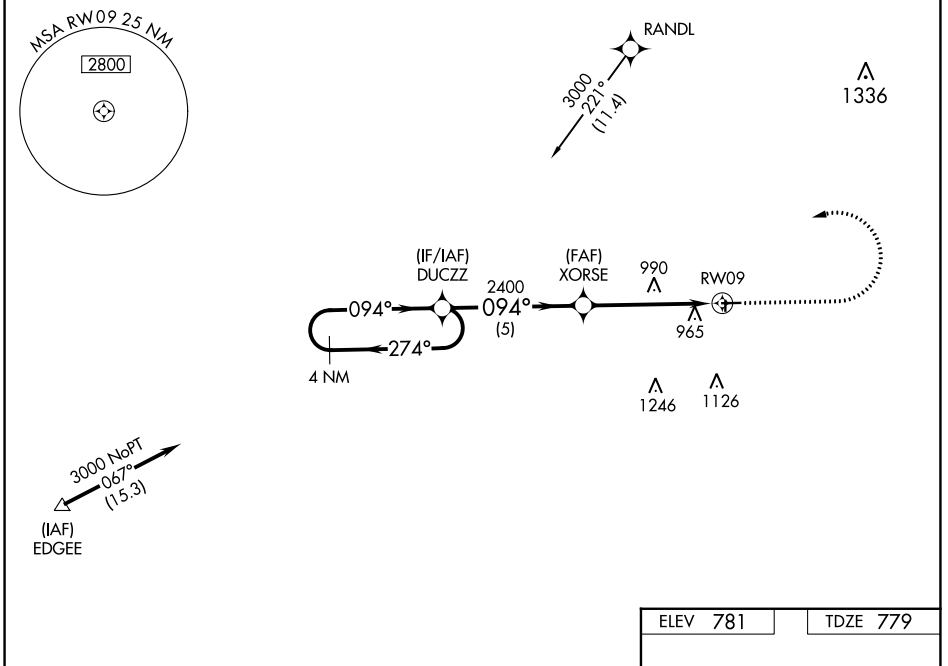 MSA RW09 25 NM
2800
RANDL
3000
221°
(11.4)
1336
(IF/IAF)
DUCZZ
(FAF)
XORSE
990
RW09
2400
094°
094°
(5)
965
274°
4 NM
1246
1126
3000 NoPT
067°
(15.3)
(IAF)
EDGEE
ELEV 781
TDZE 779